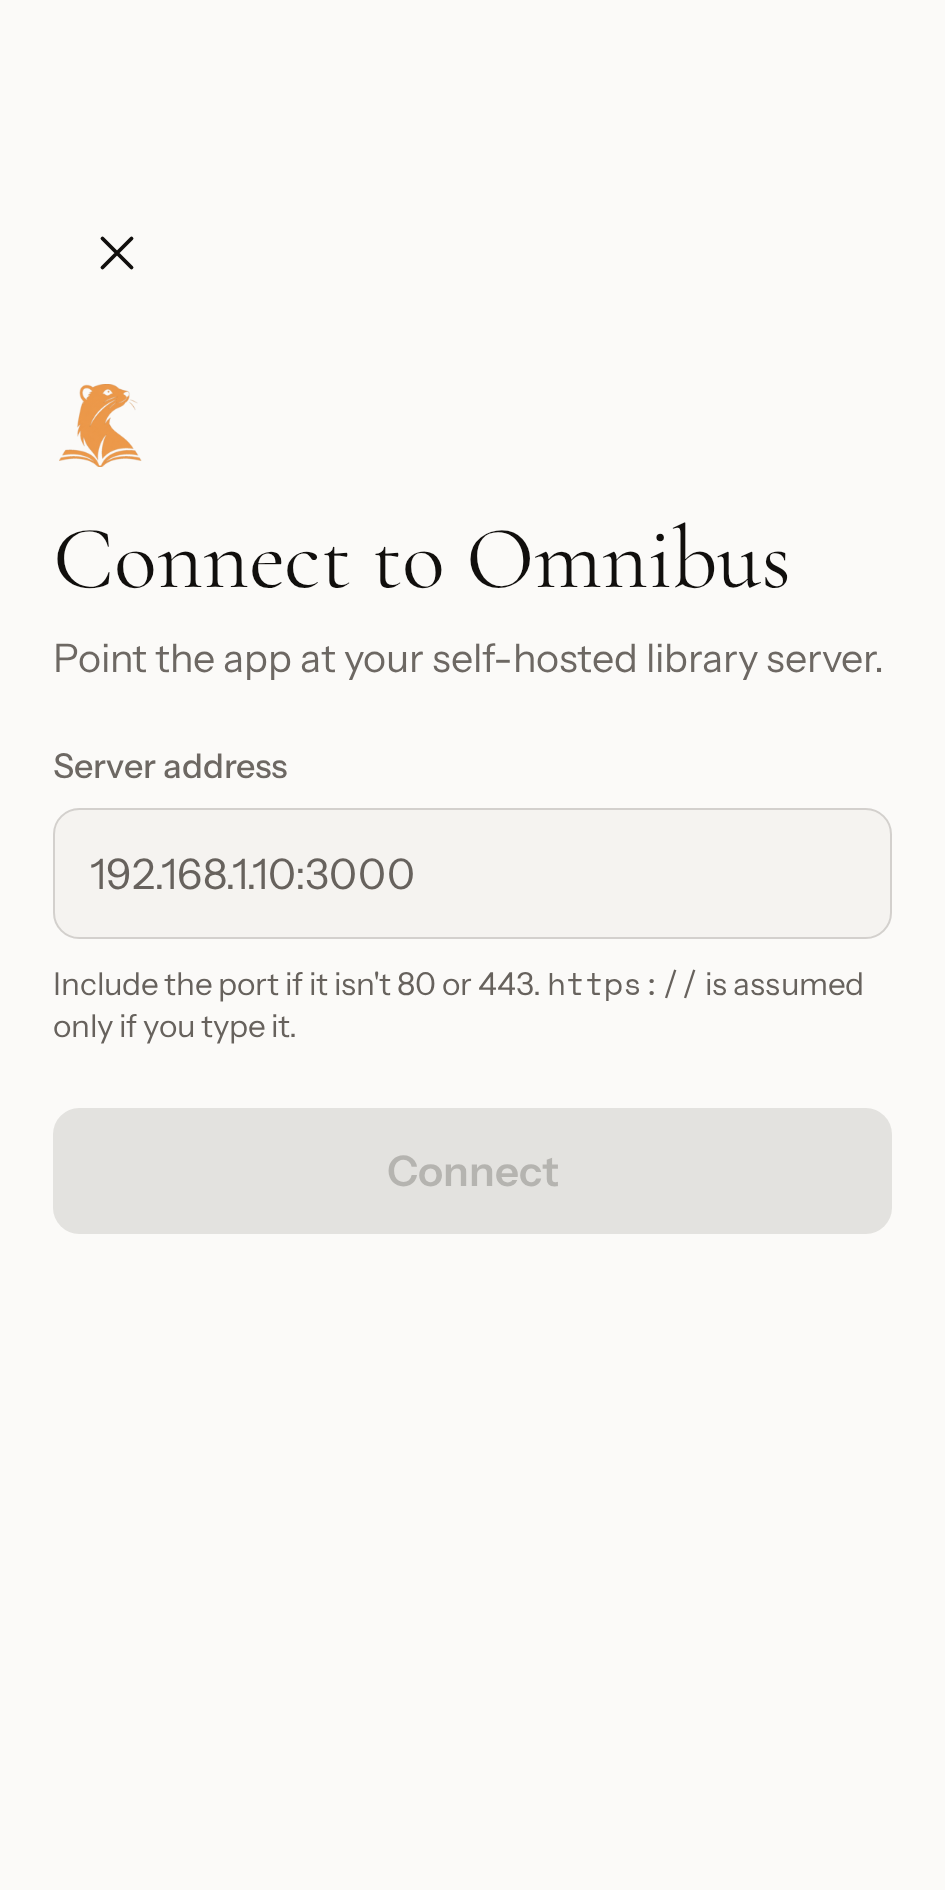 Connect to Omnibus
Point the app at your self-hosted library server.
Server address
192.168.1.10:3000
Include the port if it isn't 80 or 443. https:// is assumed
only if you type it.
Connect